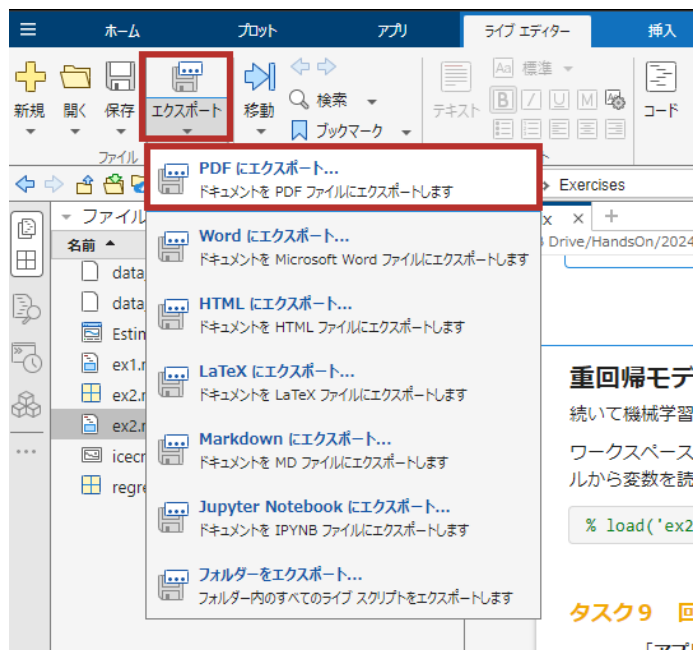 ホーム プロット アプリ ライブ エディター 挿入
新規 開く 保存 エクスポート 移動 検索 ブックマーク テキスト 標準 コード
Aa
B I U M
ファイル
PDF にエクスポート...
ドキュメントを PDF ファイルにエクスポートします
Word にエクスポート...
ドキュメントを Microsoft Word ファイルにエクスポートします
HTML にエクスポート...
ドキュメントを HTML ファイルにエクスポートします
LaTeX にエクスポート...
ドキュメントを LaTeX ファイルにエクスポートします
Markdown にエクスポート...
ドキュメントを MD ファイルにエクスポートします
Jupyter Notebook にエクスポート...
ドキュメントを IPYNB ファイルにエクスポートします
フォルダーをエクスポート...
フォルダー内のすべてのライブ スクリプトをエクスポートします
ファイル
名前
data
data
Estim
ex1.m
ex2.m
ex2.m
icecr
regre
Exercises
x
Drive/HandsOn/2024
重回帰モデ
続いて機械学習
ワークスペース
ルから変数を読
% load('ex2
タスク９ 回